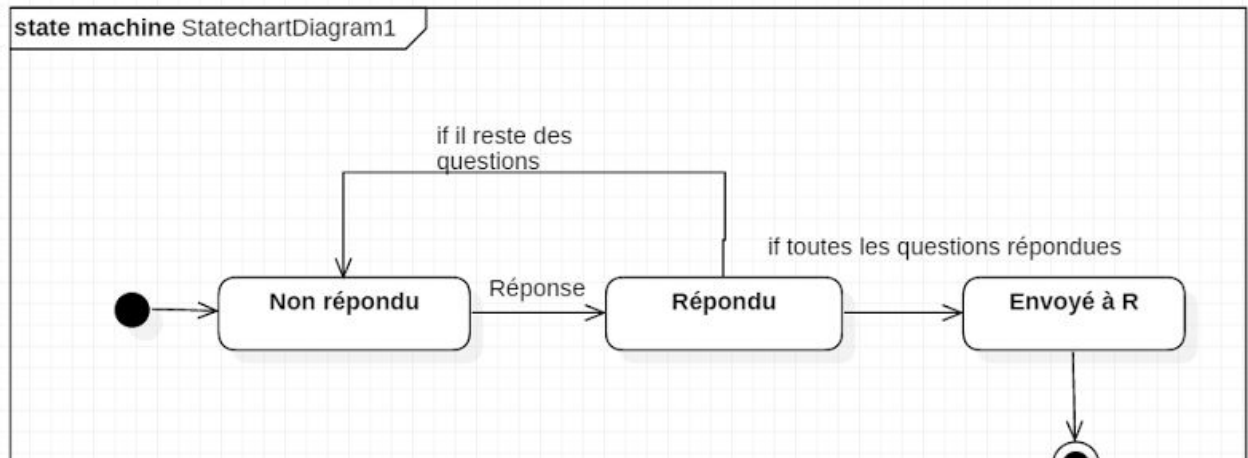 state machine StatechartDiagram1
if il reste des
questions
if toutes les questions répondues
Non répondu
Réponse
Répondu
Envoyé à R